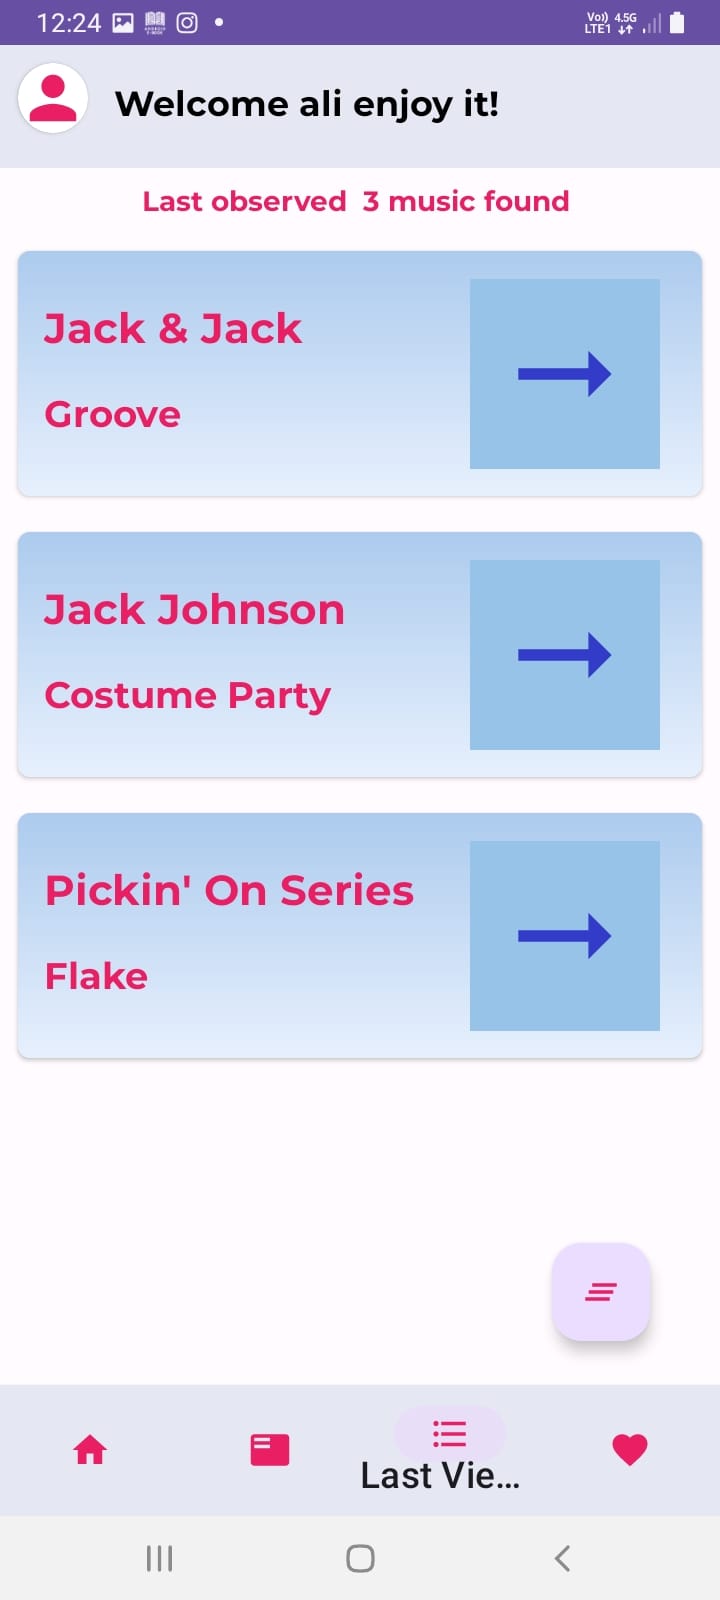 12:24
Vo) 4.5G
LTE1
Welcome ali enjoy it!
Last observed 3 music found
Jack & Jack
Groove
Jack Johnson
Costume Party
Pickin' On Series
Flake
Last Vie...